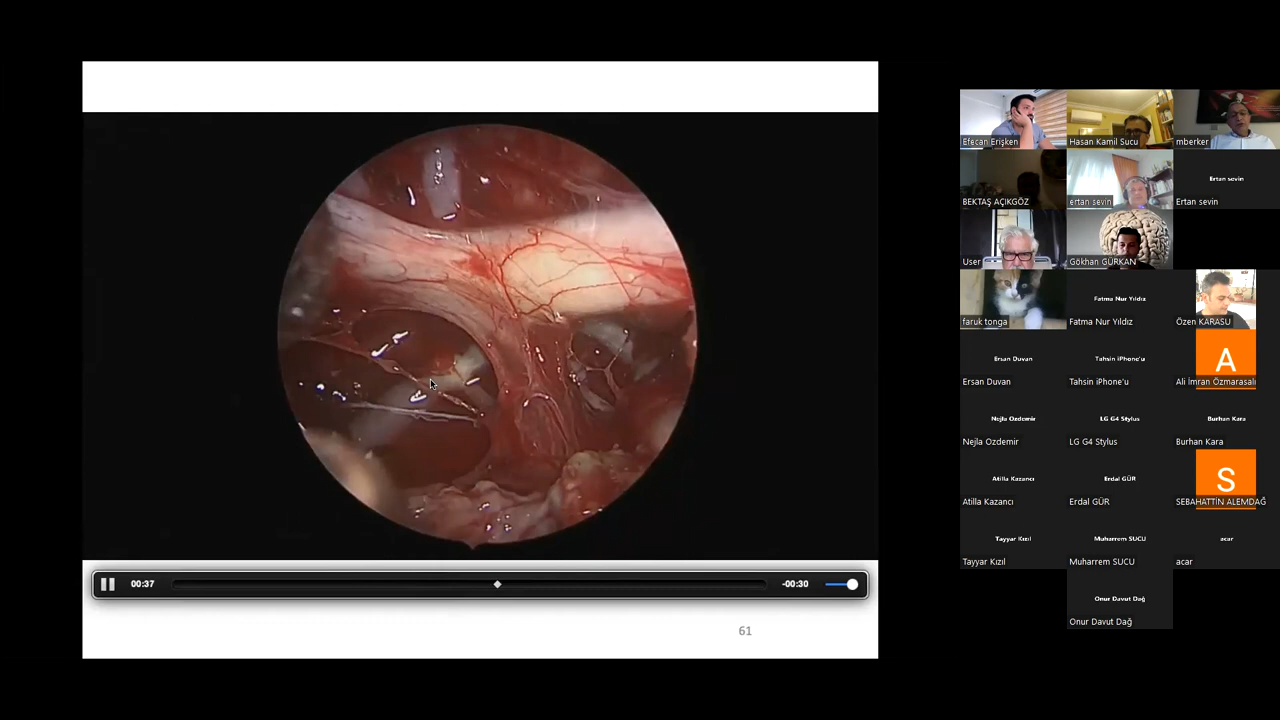 00:37
-00:30
61
Efecan Erişken
Hasan Kamil Sucu
mberker
BEKTAŞ AÇIKGÖZ
ertan sevin
Ertan sevin
Ertan sevin
User
Gökhan GÜRKAN
faruk tonga
Fatma Nur Yıldız
Fatma Nur Yıldız
Özen KARASU
Ersan Duvan
Ersan Duvan
Tahsin iPhone'u
Tahsin iPhone'u
A
Ali İmran Özmarasalı
Nejla Ozdemir
Nejla Ozdemir
LG G4 Stylus
LG G4 Stylus
Burhan Kara
Burhan Kara
Atilla Kazancı
Atilla Kazancı
Erdal GÜR
Erdal GÜR
S
SEBAHATTİN ALEMDAĞ
Tayyar Kızıl
Tayyar Kızıl
Muharrem SUCU
Muharrem SUCU
acar
acar
Onur Davut Dağ
Onur Davut Dağ